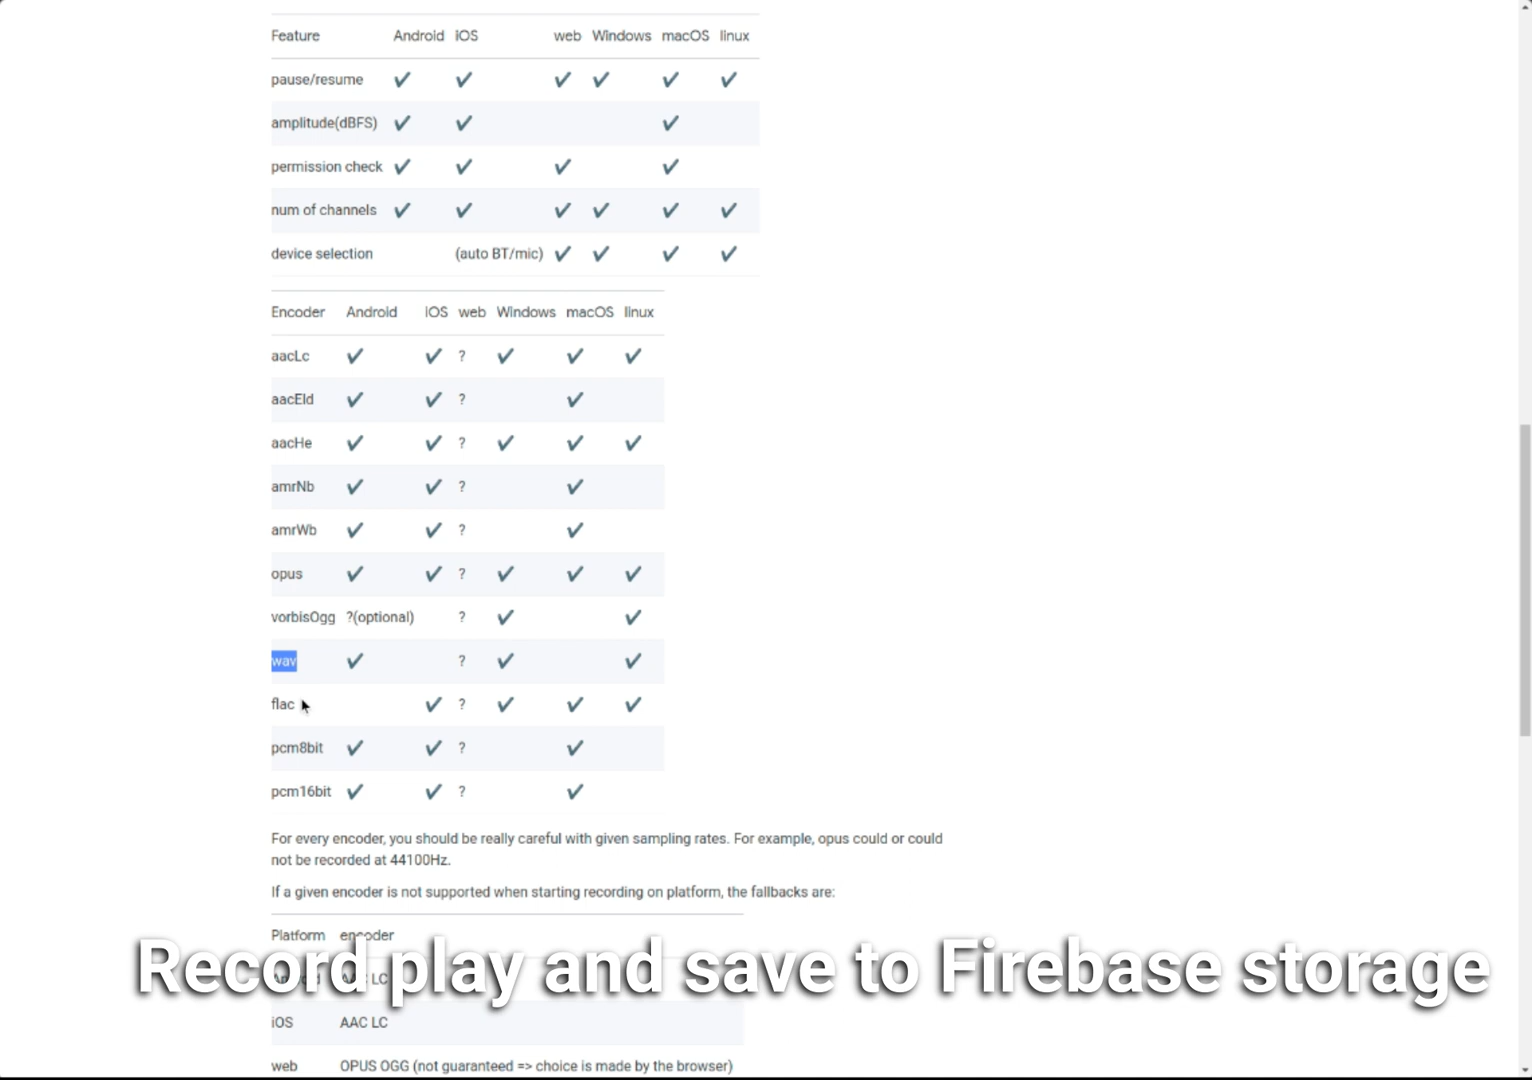 Feature Android iOS web Windows macOS linux
pause/resume ✔ ✔ ✔ ✔ ✔ ✔
amplitude(dBFS) ✔ ✔ ✔
permission check ✔ ✔ ✔ ✔
num of channels ✔ ✔ ✔ ✔ ✔ ✔
device selection (auto BT/mic) ✔ ✔ ✔ ✔
Encoder Android iOS web Windows macOS linux
aacLc ✔ ✔ ? ✔ ✔ ✔
aacEld ✔ ✔ ? ✔
aacHe ✔ ✔ ? ✔ ✔ ✔
amrNb ✔ ✔ ? ✔
amrWb ✔ ✔ ? ✔
opus ✔ ✔ ? ✔ ✔ ✔
vorbisOgg ?(optional) ? ✔ ✔
wav ✔ ? ✔ ✔
flac ✔ ? ✔ ✔ ✔
pcm8bit ✔ ✔ ? ✔
pcm16bit ✔ ✔ ? ✔
For every encoder, you should be really careful with given sampling rates. For example, opus could or could
not be recorded at 44100Hz.
If a given encoder is not supported when starting recording on platform, the fallbacks are:
Platform encoder
Record play and save to Firebase storage
LC
iOS AAC LC
web OPUS OGG (not guaranteed => choice is made by the browser)